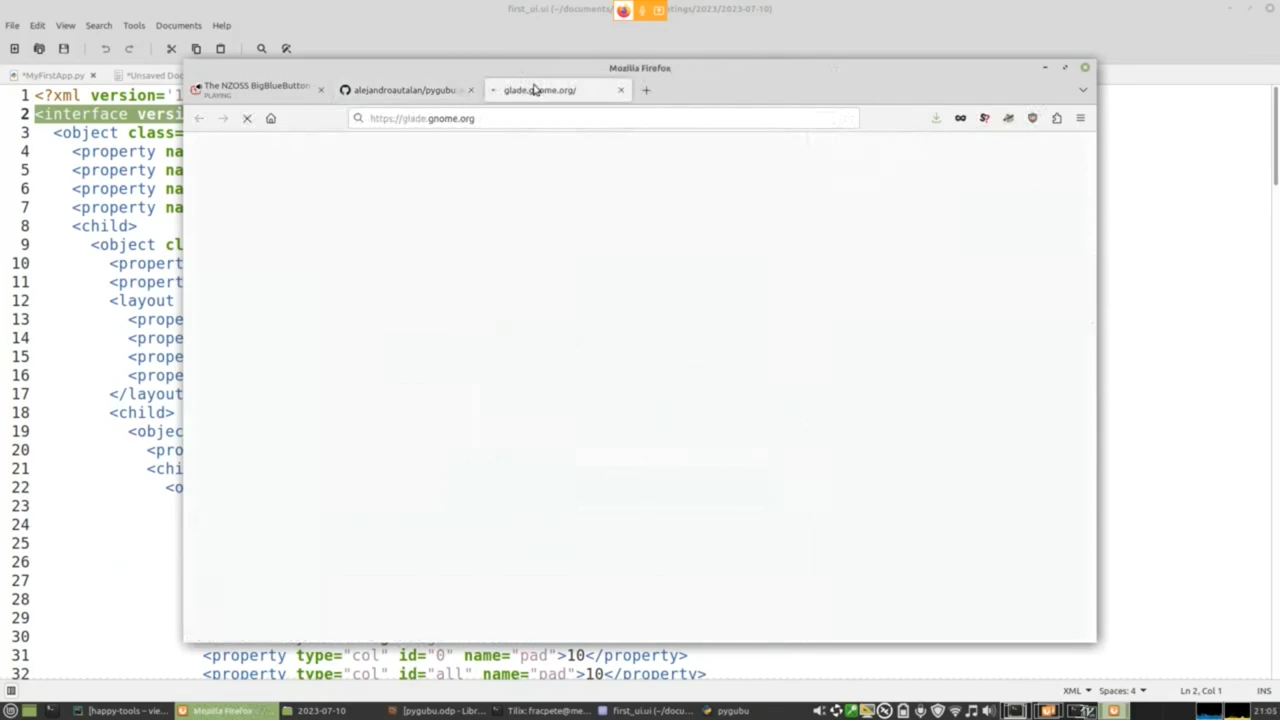 first_ui.ui (~/documents/ etings/2023/2023-07-10)
File Edit View Search Tools Documents Help
*MyFirstApp.py *Unsaved Doc
Mozilla Firefox
The NZOSS BigBlueButton alejandroautalan/pygubu glade.gnome.org/
PLAYING
https://glade.gnome.org
1 <?xml version='1
2 <interface versi
3 <object class=
4 <property na
5 <property na
6 <property na
7 <property na
8 <child>
9 <object cl
10 <propert
11 <propert
12 <layout
13 <prope
14 <prope
15 <prope
16 <prope
17 </layout
18 <child>
19 <objec
20 <pro
21 <chi
22 <o
23
24
25
26
27
28
29
30
31 <property type="col" id="0" name="pad">10</property>
32 <property type="col" id="all" name="pad">10</property>
XML Spaces: 4 Ln 2, Col 1 INS
[happy-tools – vie... Mozilla Firefox 2023-07-10 [pygubu.odp - Libr... Tilix: fracpete@me... first_ui.ui (~/docu... pygubu 21:05